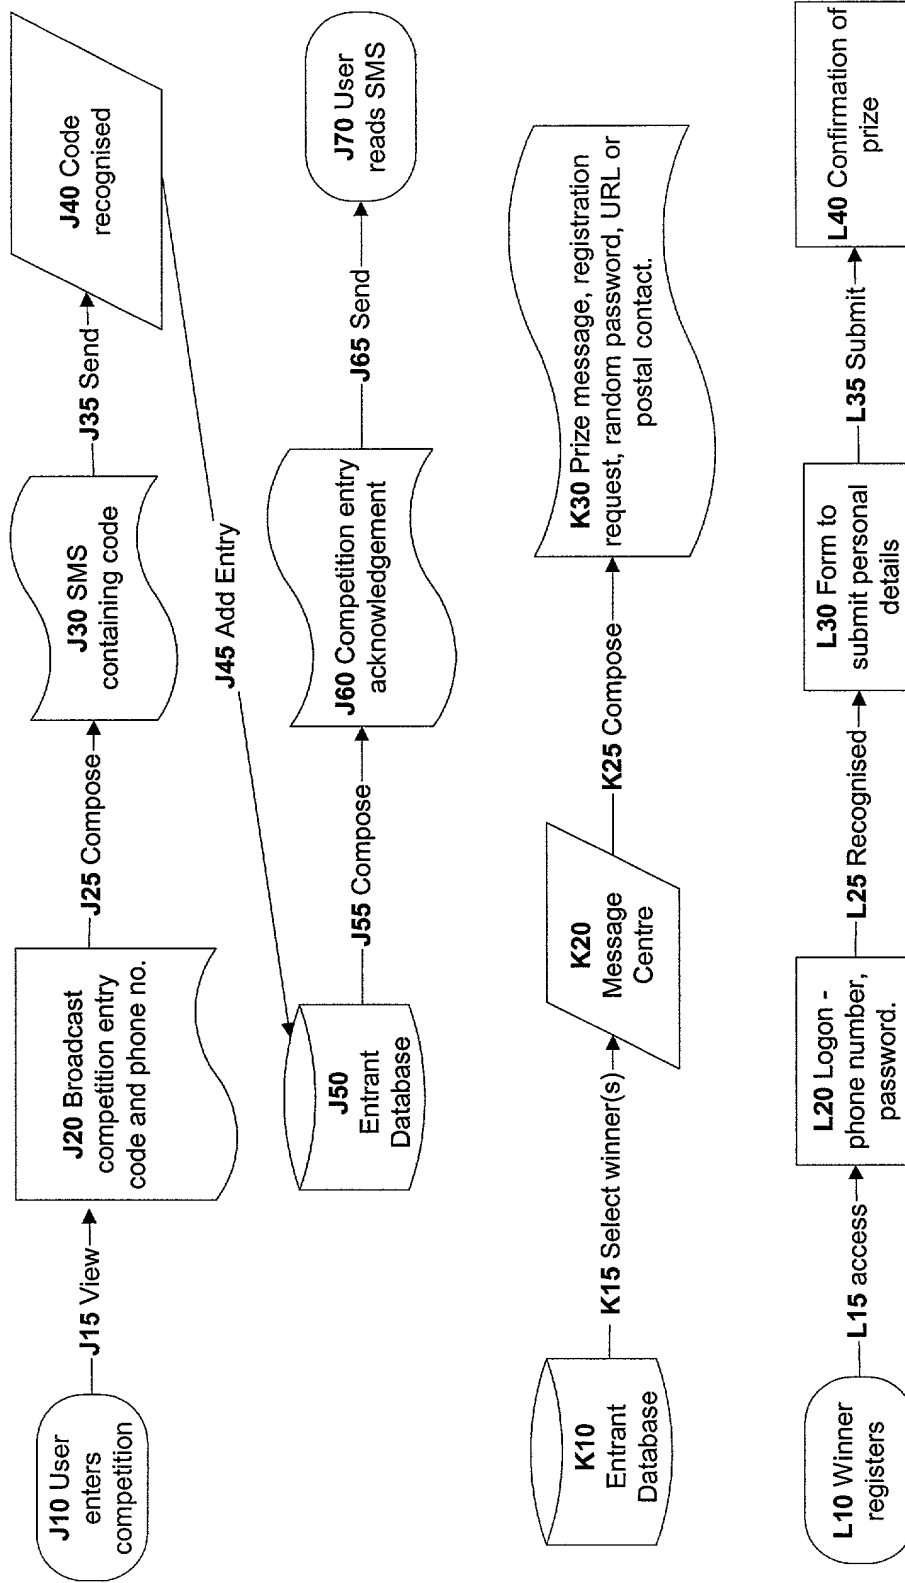 J10 User
enters
competition
J15 View
J20 Broadcast
competition entry
code and phone no.
J25 Compose
J30 SMS
containing code
J35 Send
J40 Code
recognised
J45 Add Entry
J50
Entrant
Database
J55 Compose
J60 Competition entry
acknowledgement
J65 Send
J70 User
reads SMS
K10
Entrant
Database
K15 Select winner(s)
K20
Message
Centre
K25 Compose
K30 Prize message, registration
request, random password, URL or
postal contact.
L10 Winner
registers
L15 access
L20 Logon -
phone number,
password.
L25 Recognised
L30 Form to
submit personal
details
L35 Submit
L40 Confirmation of
prize